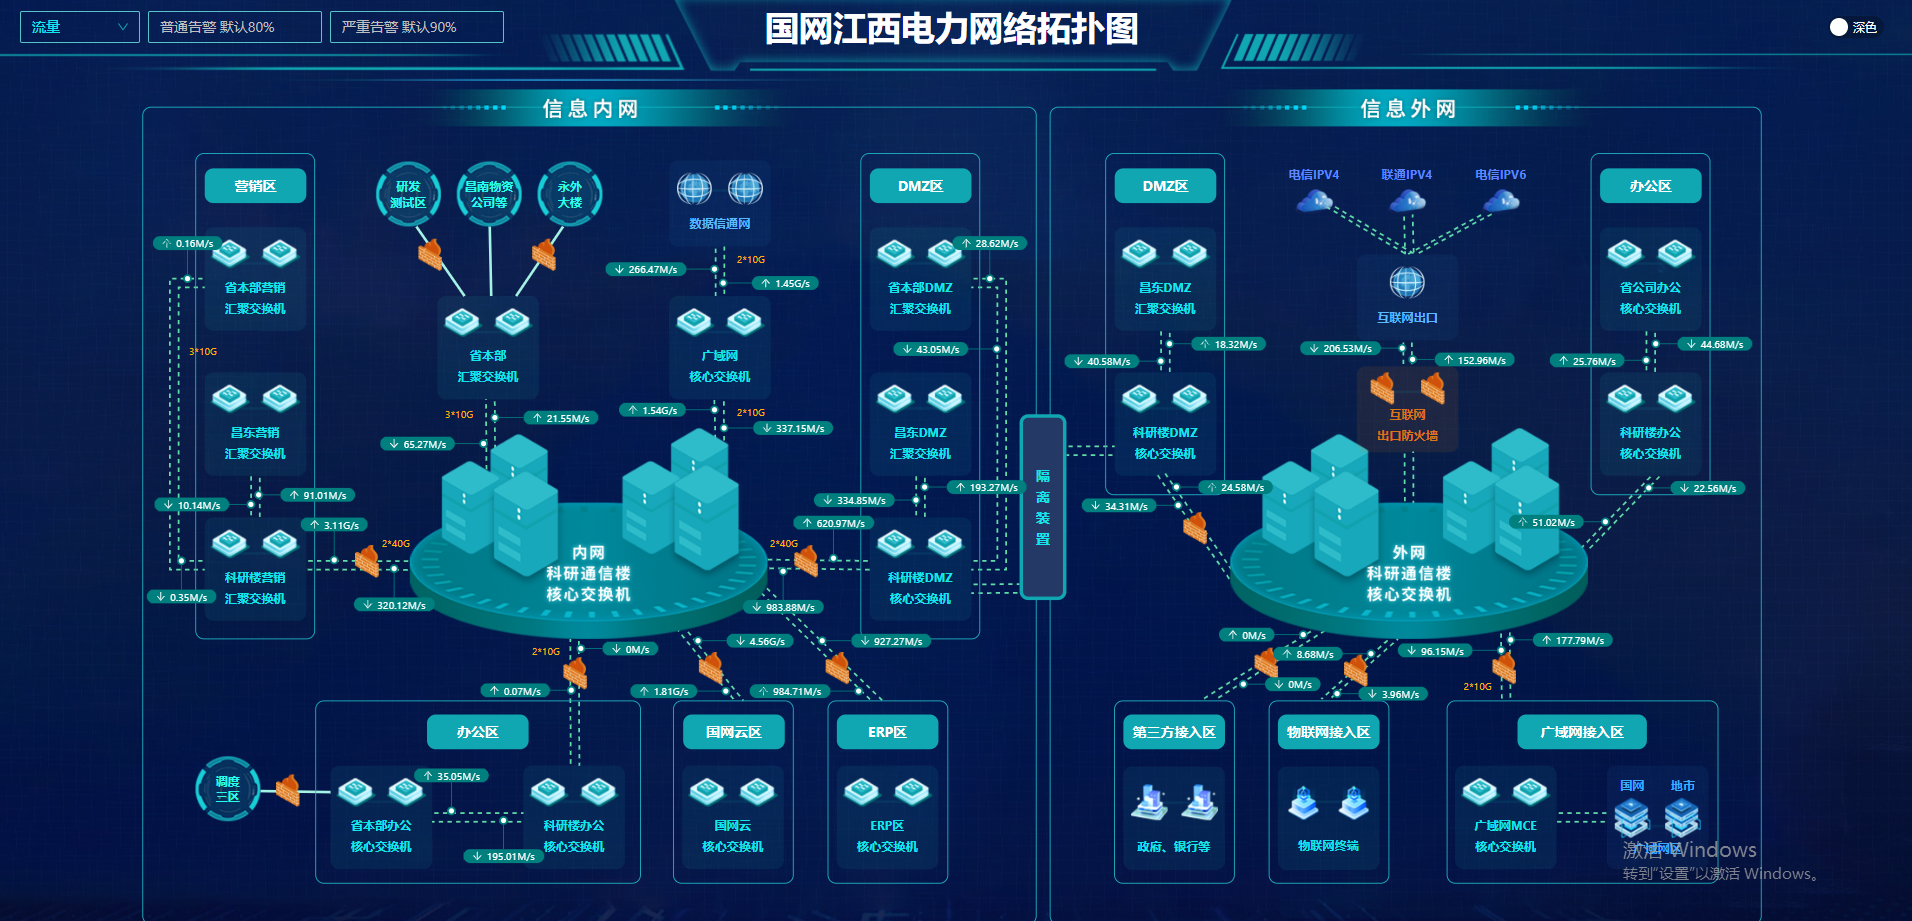 流量
普通告警 默认80%
严重告警 默认90%
国网江西电力网络拓扑图
深色
信息内网
营销区
0.16M/s
省本部营销
汇聚交换机
3*10G
昌东营销
汇聚交换机
10.14M/s
91.01M/s
3.11G/s
科研楼营销
汇聚交换机
0.35M/s
2*40G
320.12M/s
研发
测试区
昌南物资
公司等
永外
大楼
省本部
汇聚交换机
3*10G
21.55M/s
65.27M/s
数据信通网
266.47M/s
2*10G
1.45G/s
广域网
核心交换机
1.54G/s
2*10G
337.15M/s
DMZ区
28.62M/s
省本部DMZ
汇聚交换机
43.05M/s
昌东DMZ
汇聚交换机
193.27M/s
334.85M/s
620.97M/s
2*40G
科研楼DMZ
核心交换机
983.88M/s
927.27M/s
内网
科研通信楼
核心交换机
隔
离
装
置
2*10G
0M/s
0.07M/s
4.56G/s
1.81G/s
984.71M/s
调度
三区
办公区
35.05M/s
省本部办公
核心交换机
195.01M/s
科研楼办公
核心交换机
国网云区
国网云
核心交换机
ERP区
ERP区
核心交换机
信息外网
DMZ区
昌东DMZ
汇聚交换机
18.32M/s
40.58M/s
科研楼DMZ
核心交换机
24.58M/s
34.31M/s
电信IPV4
联通IPV4
电信IPV6
互联网出口
206.53M/s
152.96M/s
互联网
出口防火墙
办公区
省公司办公
核心交换机
44.68M/s
25.76M/s
科研楼办公
核心交换机
22.56M/s
51.02M/s
外网
科研通信楼
核心交换机
0M/s
8.68M/s
0M/s
3.96M/s
96.15M/s
177.79M/s
2*10G
第三方接入区
政府、银行等
物联网接入区
物联网终端
广域网接入区
广域网MCE
核心交换机
国网
地市
激活 Windows
转到"设置"以激活 Windows。